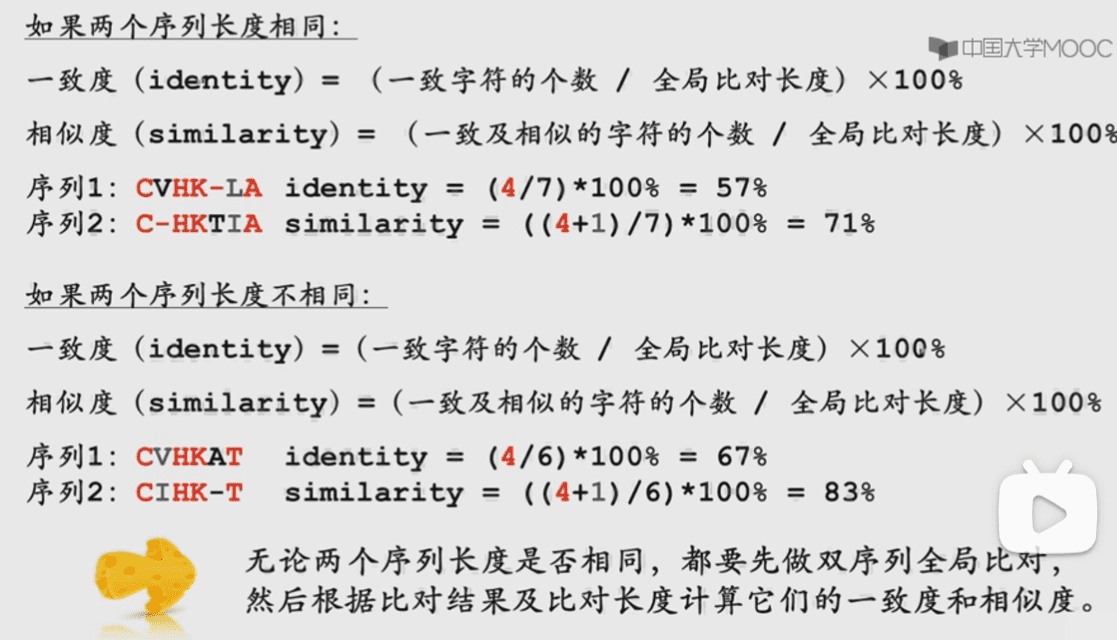 如果两个序列长度相同：
中国大学MOOC
一致度（identity）= （一致字符的个数 / 全局比对长度）×100%
相似度（similarity）= （一致及相似的字符的个数 / 全局比对长度）×100%
序列1：CVHK-LA identity = (4/7)*100% = 57%
序列2：C-HKTIA similarity = ((4+1)/7)*100% = 71%
如果两个序列长度不相同：
一致度（identity）=（一致字符的个数 / 全局比对长度）×100%
相似度（similarity）=（一致及相似的字符的个数 / 全局比对长度）×100%
序列1：CVHKAT identity = (4/6)*100% = 67%
序列2：CIHK-T similarity = ((4+1)/6)*100% = 83%
无论两个序列长度是否相同，都要先做双序列全局比对，
然后根据比对结果及比对长度计算它们的一致度和相似度。